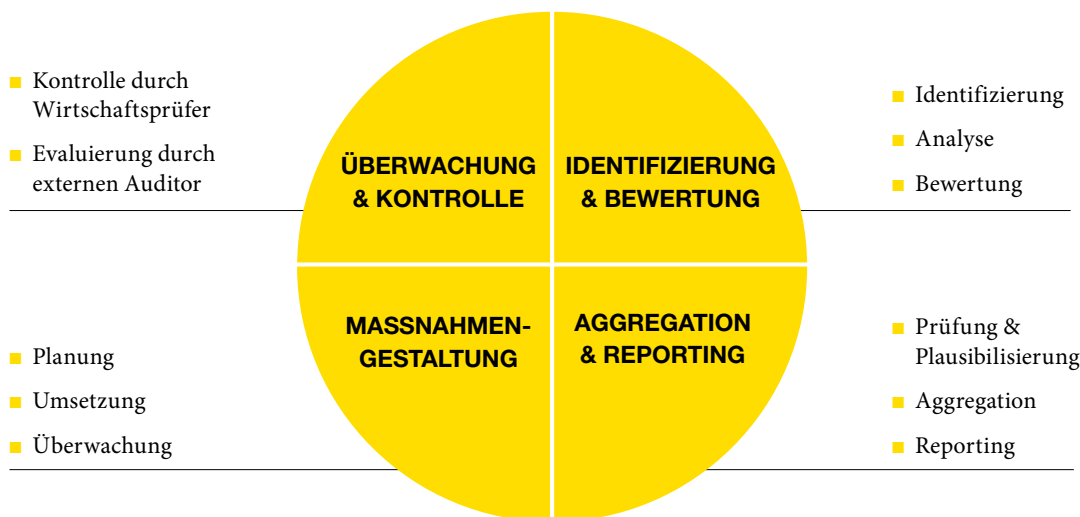 Kontrolle durch
Wirtschaftsprüfer
Evaluierung durch
externen Auditor
ÜBERWACHUNG
& KONTROLLE
IDENTIFIZIERUNG
& BEWERTUNG
Identifizierung
Analyse
Bewertung
Planung
Umsetzung
Überwachung
MASSNAHMEN-
GESTALTUNG
AGGREGATION
& REPORTING
Prüfung &
Plausibilisierung
Aggregation
Reporting